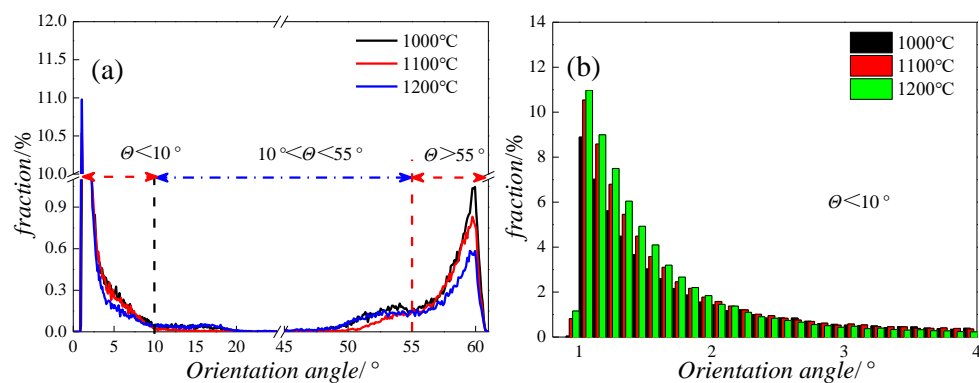 (a)
1000℃
1100℃
1200℃
Θ<10°
10°<Θ<55°
Θ>55°
12.0
11.5
11.0
10.5
10.0
0.9
0.6
0.3
0.0
fraction/%
0 5 10 20 45 50 55 60
Orientation angle/ °
(b)
1000℃
1100℃
1200℃
Θ<10°
14
12
10
8
6
4
2
0
fraction/%
1 2 3 4
Orientation angle/ °